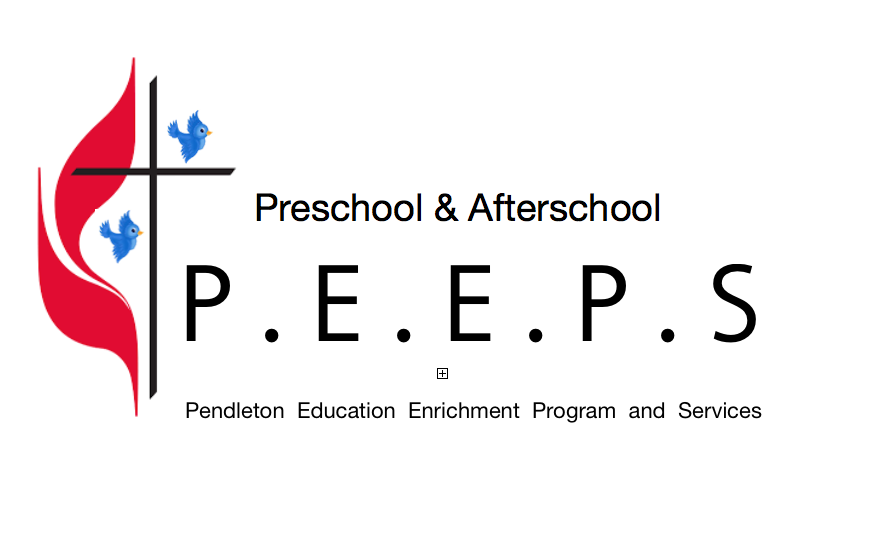 Preschool & Afterschool
P.E.E.P.S
Pendleton Education Enrichment Program and Services